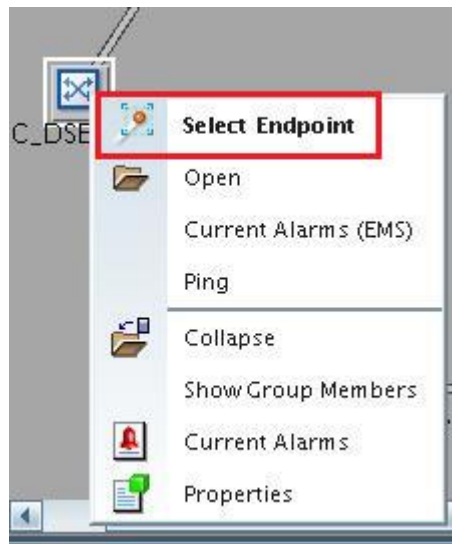 C_DSE
Select Endpoint
Open
Current Alarms (EMS)
Ping
Collapse
Show Group Members
Current Alarms
Properties